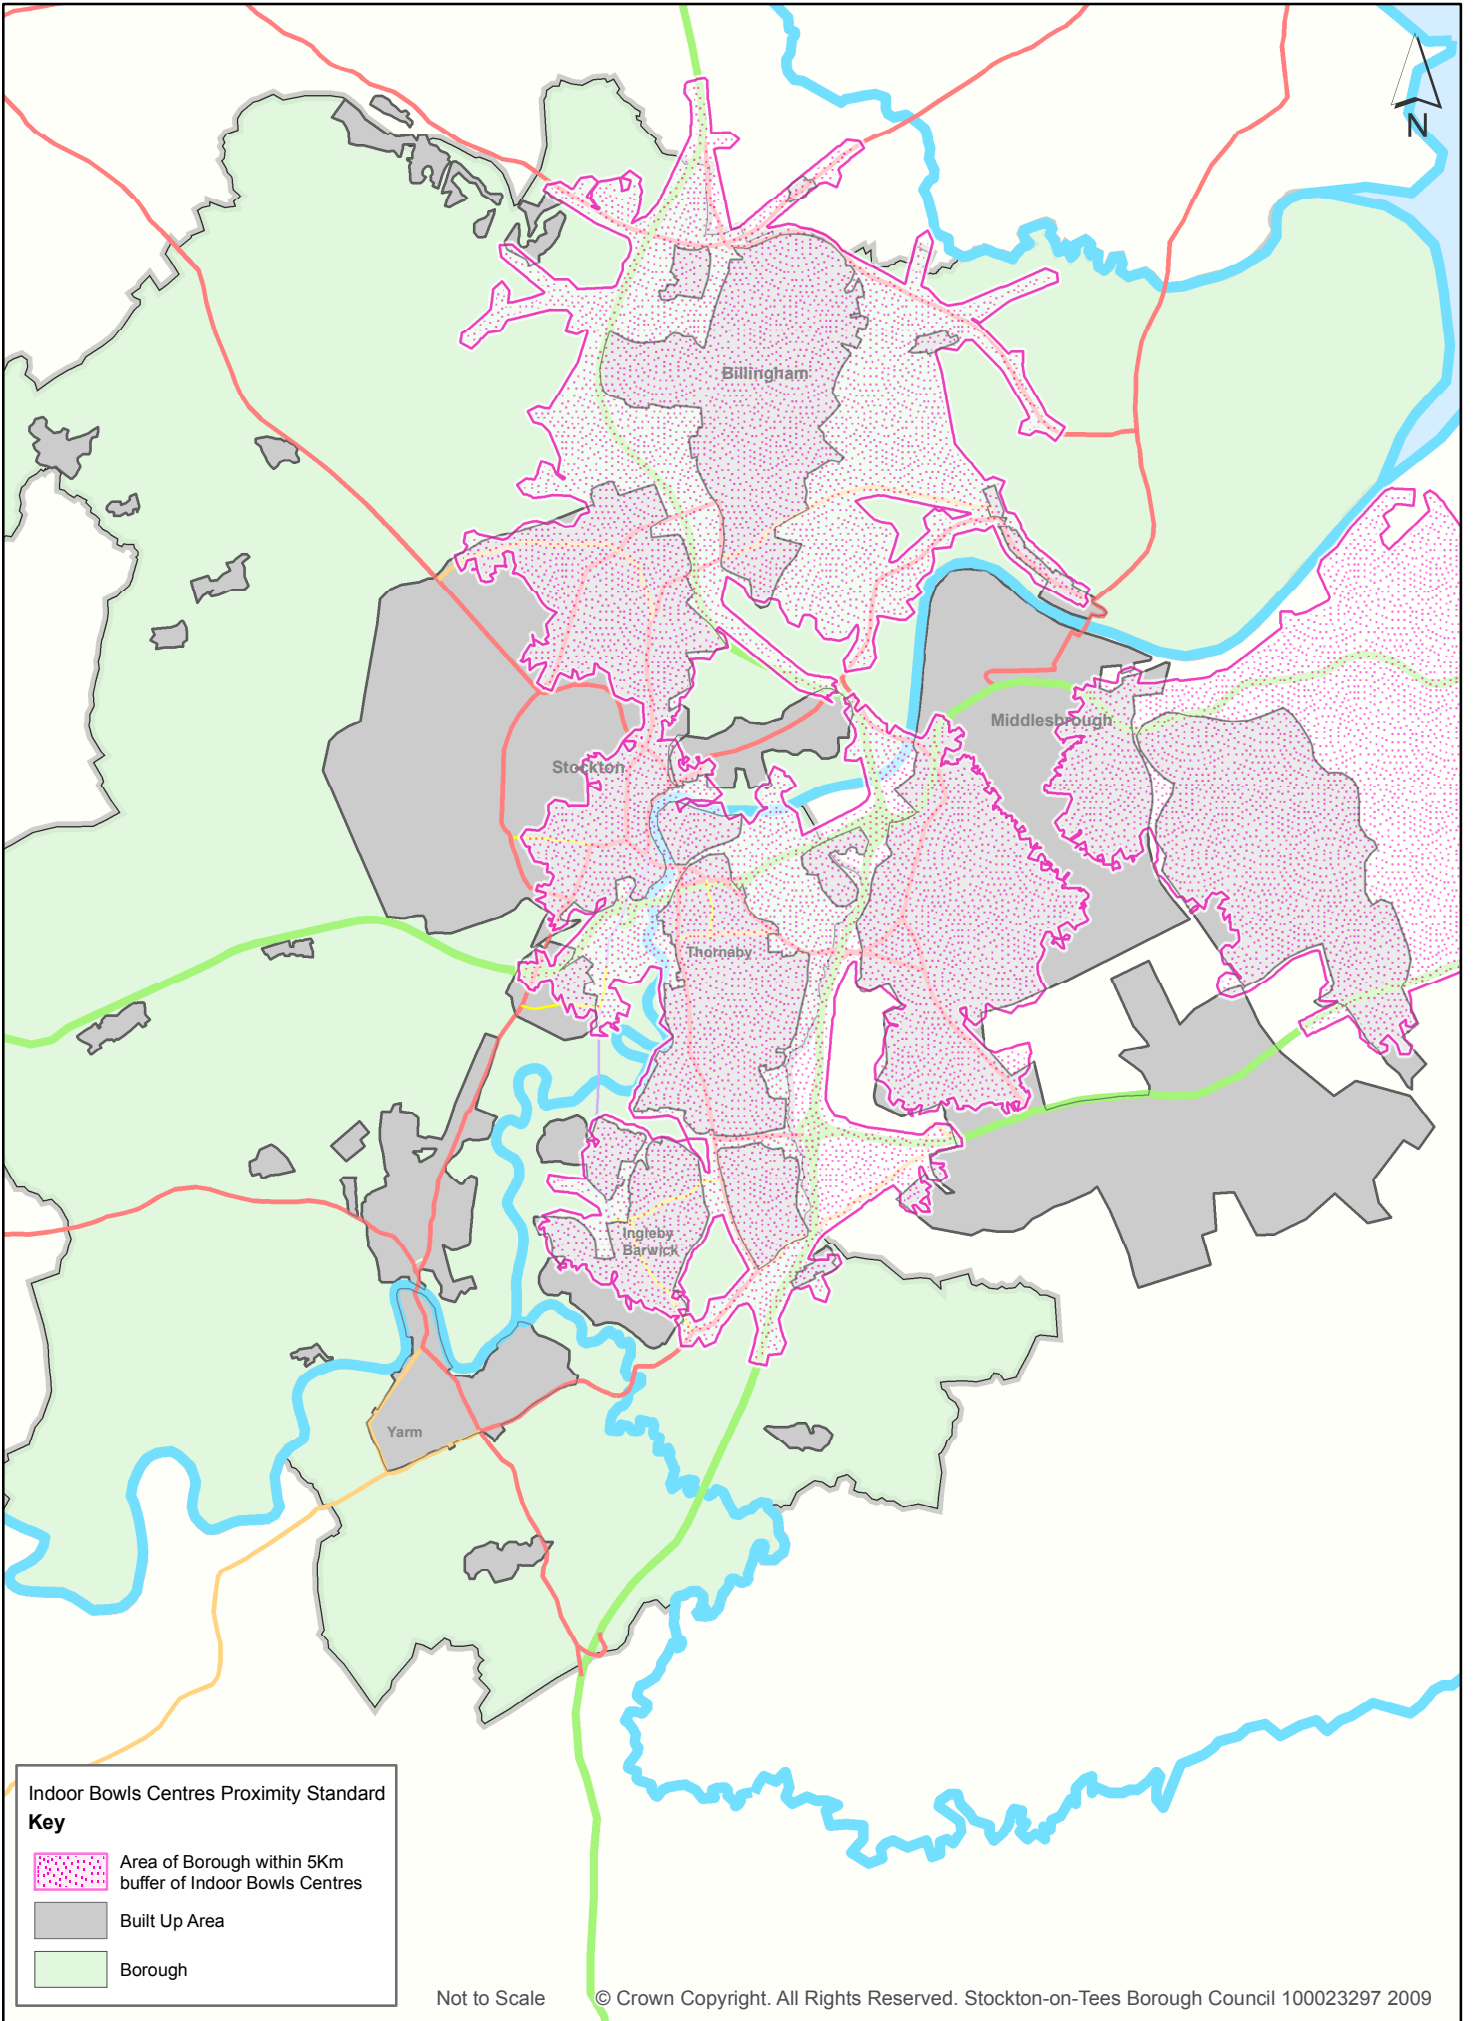 N
Billingham
Middlesbrough
Stockton
Thornaby
Ingleby
Barwick
Yarm
Indoor Bowls Centres Proximity Standard
Key
Area of Borough within 5Km
buffer of Indoor Bowls Centres
Built Up Area
Borough
Not to Scale
© Crown Copyright. All Rights Reserved. Stockton-on-Tees Borough Council 100023297 2009